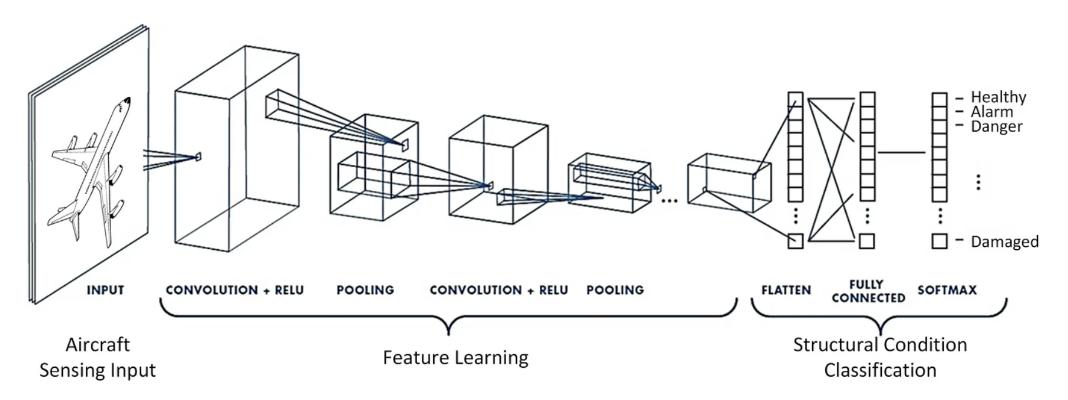 Healthy
Alarm
Danger
...
⋮
⋮
⋮
⋮
Damaged
INPUT
CONVOLUTION + RELU
POOLING
CONVOLUTION + RELU
POOLING
FLATTEN
FULLY
CONNECTED
SOFTMAX
Aircraft
Sensing Input
Feature Learning
Structural Condition
Classification